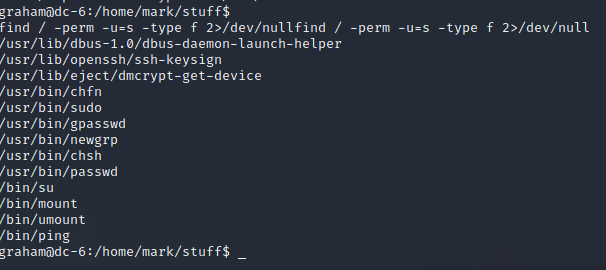 graham@dc-6:/home/mark/stuff$
find / -perm -u=s -type f 2>/dev/nullfind / -perm -u=s -type f 2>/dev/null
/usr/lib/dbus-1.0/dbus-daemon-launch-helper
/usr/lib/openssh/ssh-keysign
/usr/lib/eject/dmcrypt-get-device
/usr/bin/chfn
/usr/bin/sudo
/usr/bin/gpasswd
/usr/bin/newgrp
/usr/bin/chsh
/usr/bin/passwd
/bin/su
/bin/mount
/bin/umount
/bin/ping
graham@dc-6:/home/mark/stuff$ _